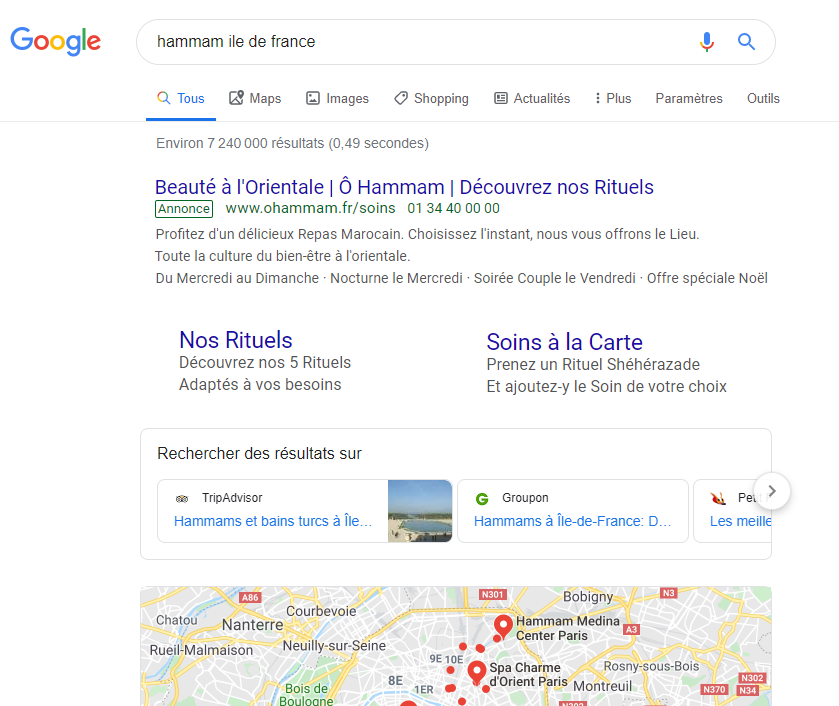 Google
hammam ile de france
Tous Maps Images Shopping Actualités Plus Paramètres Outils
Environ 7 240 000 résultats (0,49 secondes)
Beauté à l'Orientale | Ô Hammam | Découvrez nos Rituels
Annonce www.ohammam.fr/soins 01 34 40 00 00
Profitez d'un délicieux Repas Marocain. Choisissez l'instant, nous vous offrons le Lieu.
Toute la culture du bien-être à l'orientale.
Du Mercredi au Dimanche · Nocturne le Mercredi · Soirée Couple le Vendredi · Offre spéciale Noël
Nos Rituels
Découvrez nos 5 Rituels
Adaptés à vos besoins
Soins à la Carte
Prenez un Rituel Shéhérazade
Et ajoutez-y le Soin de votre choix
Rechercher des résultats sur
TripAdvisor
Hammams et bains turcs à Île...
Groupon
Hammams à Île-de-France: D...
Les meille
N301
Bobigny
N3
A86
Courbevoie
Chatou
Nanterre
Hammam Medina
Center Paris
A3
Rueil-Malmaison
Neuilly-sur-Seine
9E 10E
Spa Charme
d'Orient Paris
Rosny-sous-Bois
8E
1ER
Montreuil
N302
N370
N34
Bois de
Boulogne
N302